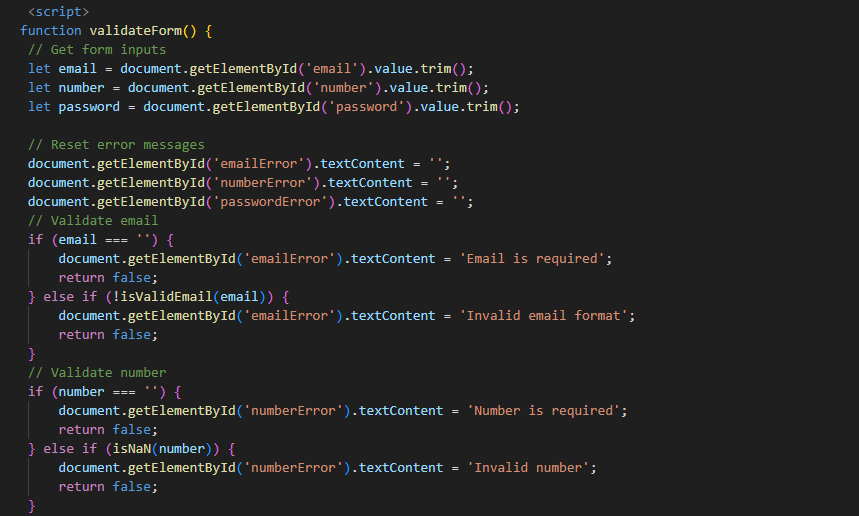 <script>
function validateForm() {
// Get form inputs
let email = document.getElementById('email').value.trim();
let number = document.getElementById('number').value.trim();
let password = document.getElementById('password').value.trim();
// Reset error messages
document.getElementById('emailError').textContent = '';
document.getElementById('numberError').textContent = '';
document.getElementById('passwordError').textContent = '';
// Validate email
if (email === '') {
document.getElementById('emailError').textContent = 'Email is required';
return false;
} else if (!isValidEmail(email)) {
document.getElementById('emailError').textContent = 'Invalid email format';
return false;
}
// Validate number
if (number === '') {
document.getElementById('numberError').textContent = 'Number is required';
return false;
} else if (isNaN(number)) {
document.getElementById('numberError').textContent = 'Invalid number';
return false;
}